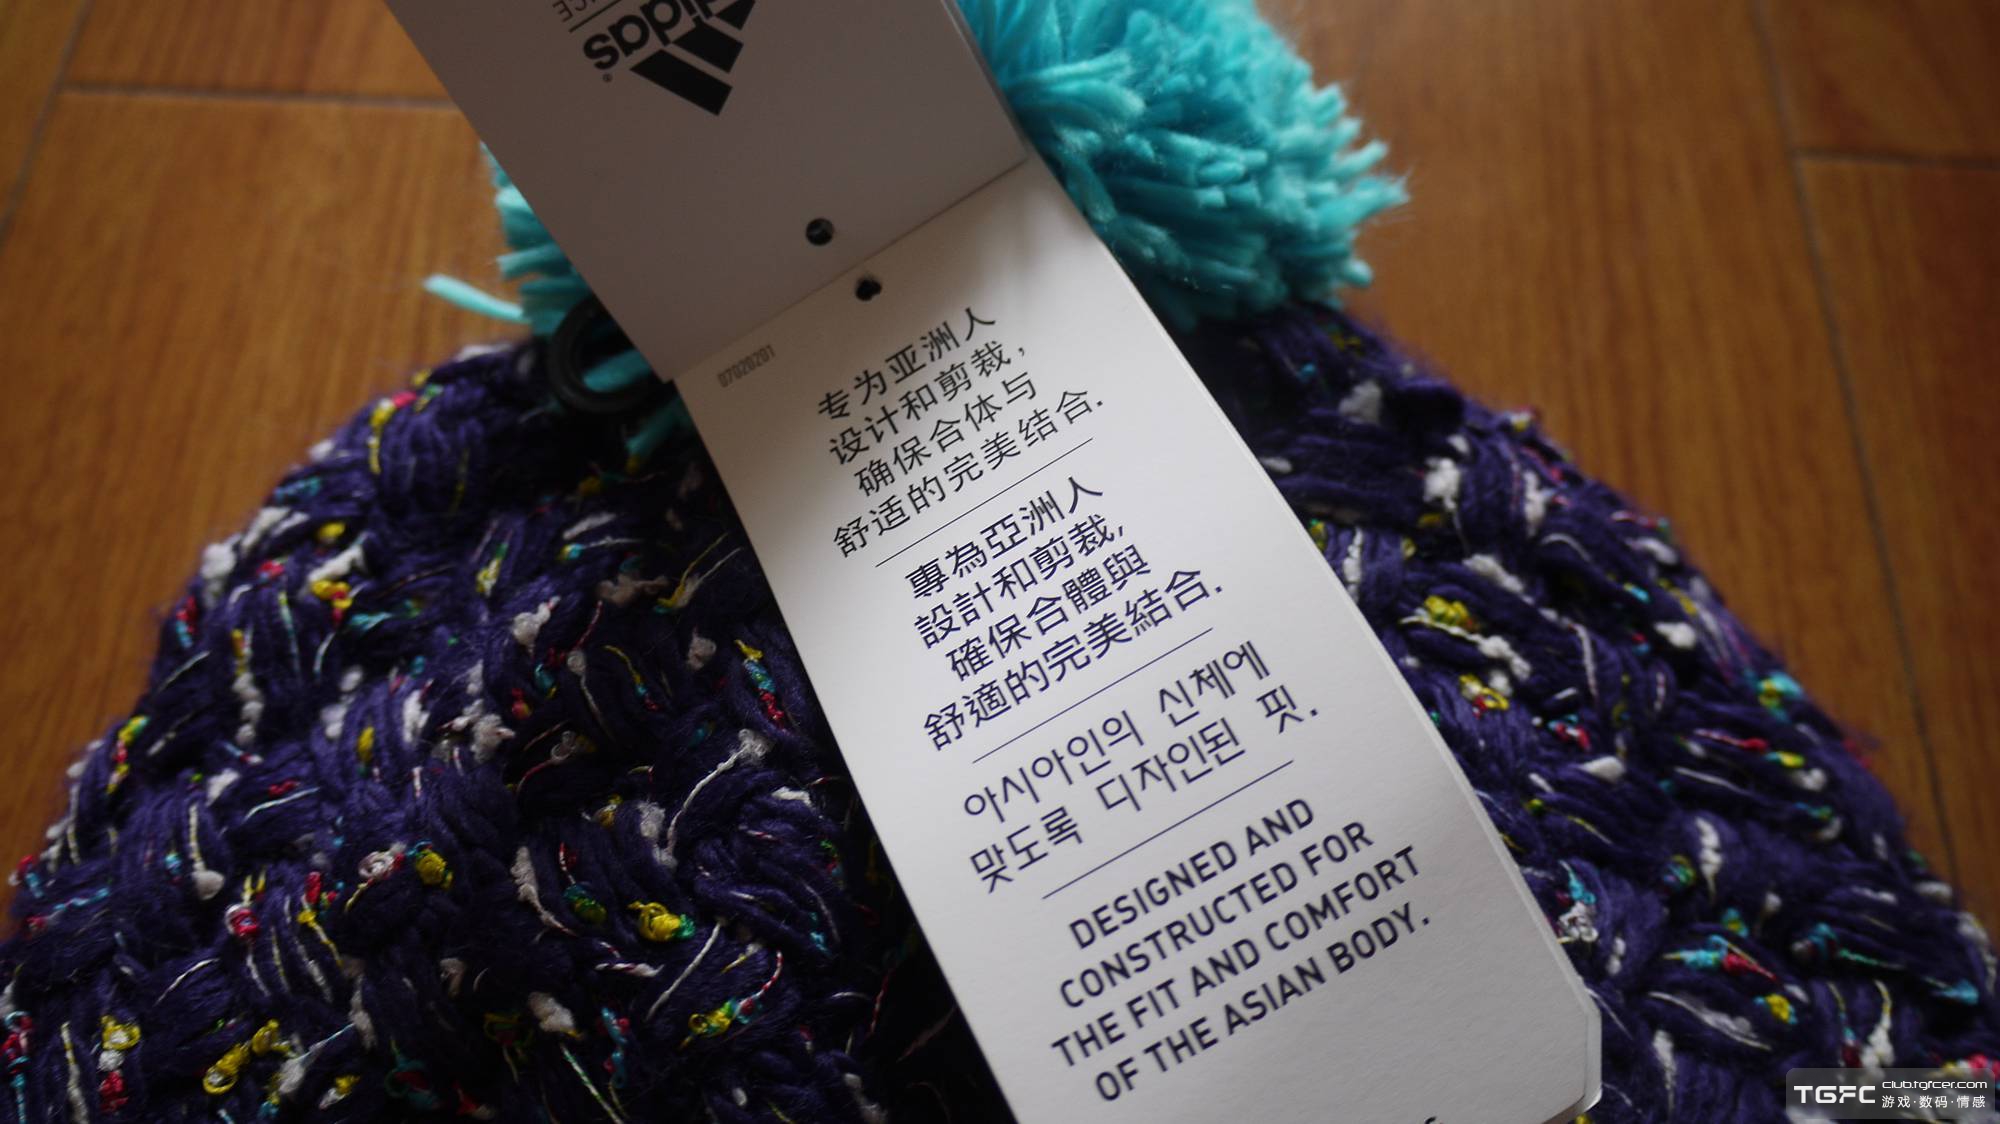 adidas
®
07020201
专为亚洲人
设计和剪裁，
确保合体与
舒适的完美结合.
專為亞洲人
設計和剪裁,
確保合體與
舒適的完美結合.
아시아인의 신체에
맞도록 디자인된 핏.
DESIGNED AND
CONSTRUCTED FOR
THE FIT AND COMFORT
OF THE ASIAN BODY.
TGFC club.tgfcer.com
游戏·数码·情感